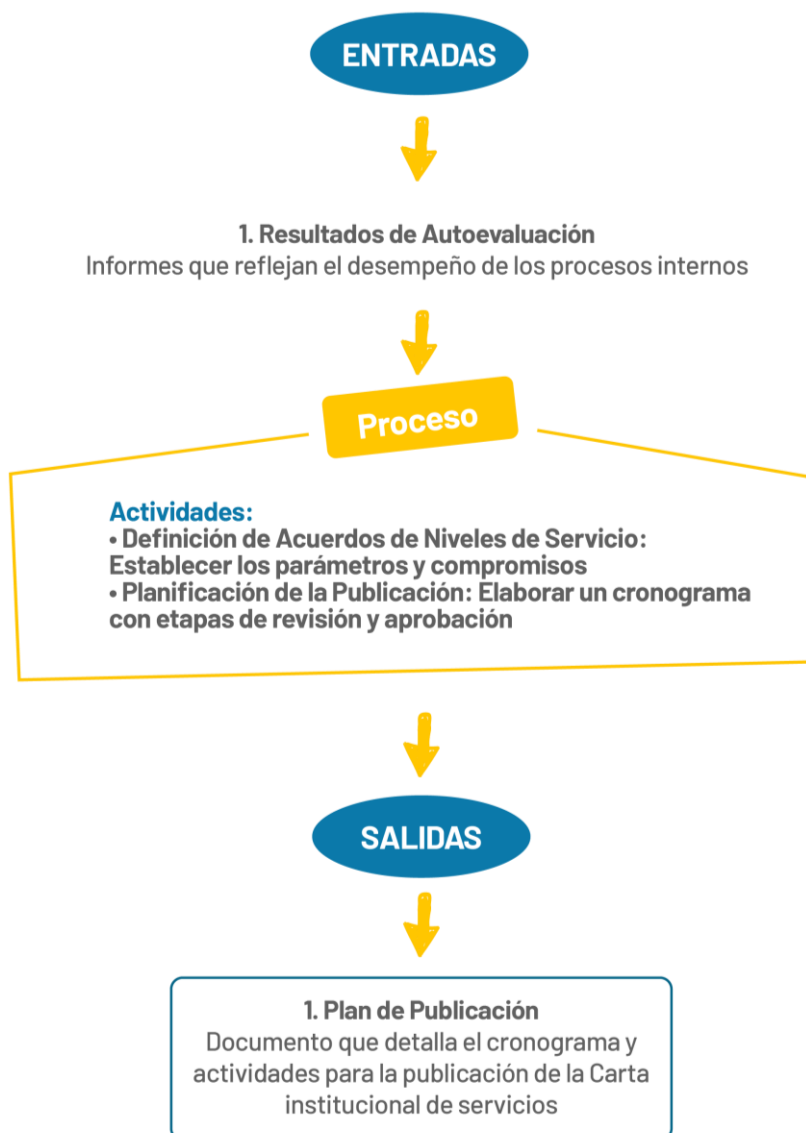 ENTRADAS
1. Resultados de Autoevaluación
Informes que reflejan el desempeño de los procesos internos
Proceso
Actividades:
• Definición de Acuerdos de Niveles de Servicio:
Establecer los parámetros y compromisos
• Planificación de la Publicación: Elaborar un cronograma
con etapas de revisión y aprobación
SALIDAS
1. Plan de Publicación
Documento que detalla el cronograma y
actividades para la publicación de la Carta
institucional de servicios